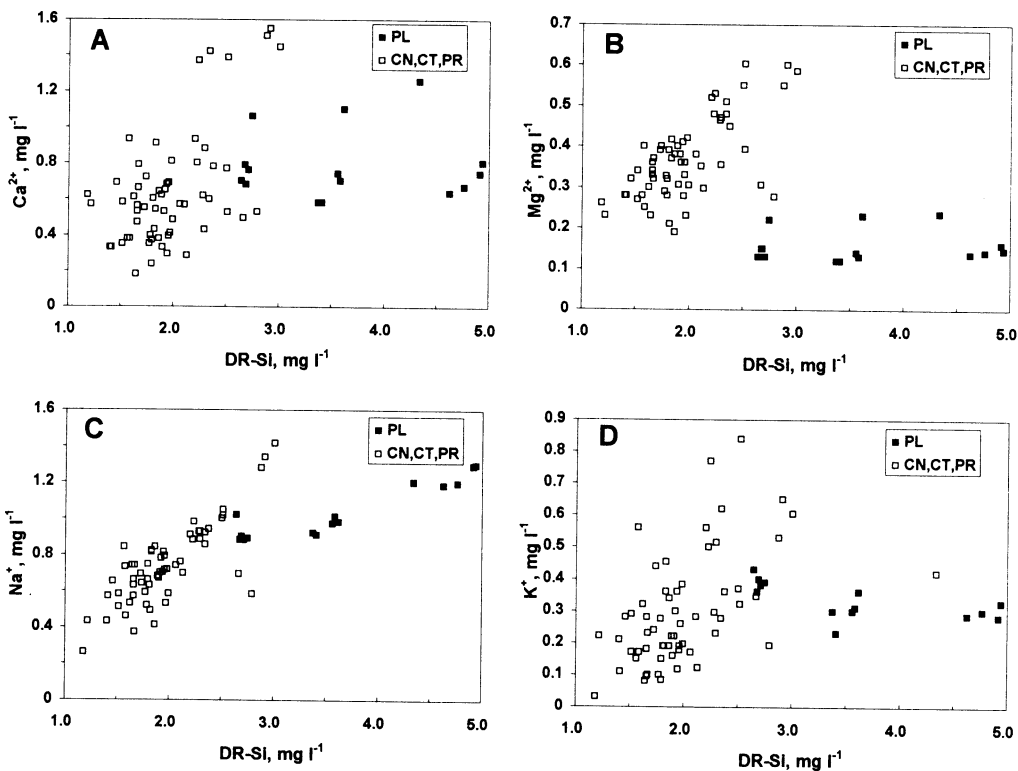 A
PL
CN,CT,PR
1.6
1.2
0.8
0.4
0
Ca2+, mg l-1
1.0 2.0 3.0 4.0 5.0
DR-Si, mg l-1
B
PL
CN,CT,PR
0.7
0.6
0.5
0.4
0.3
0.2
0.1
0
Mg2+, mg l-1
1.0 2.0 3.0 4.0 5.0
DR-Si, mg l-1
C
PL
CN,CT,PR
1.6
1.2
0.8
0.4
0
Na+, mg l-1
1.0 2.0 3.0 4.0 5.0
DR-Si, mg l-1
D
PL
CN,CT,PR
0.9
0.8
0.7
0.6
0.5
0.4
0.3
0.2
0.1
0
K+, mg l-1
1.0 2.0 3.0 4.0 5.0
DR-Si, mg l-1